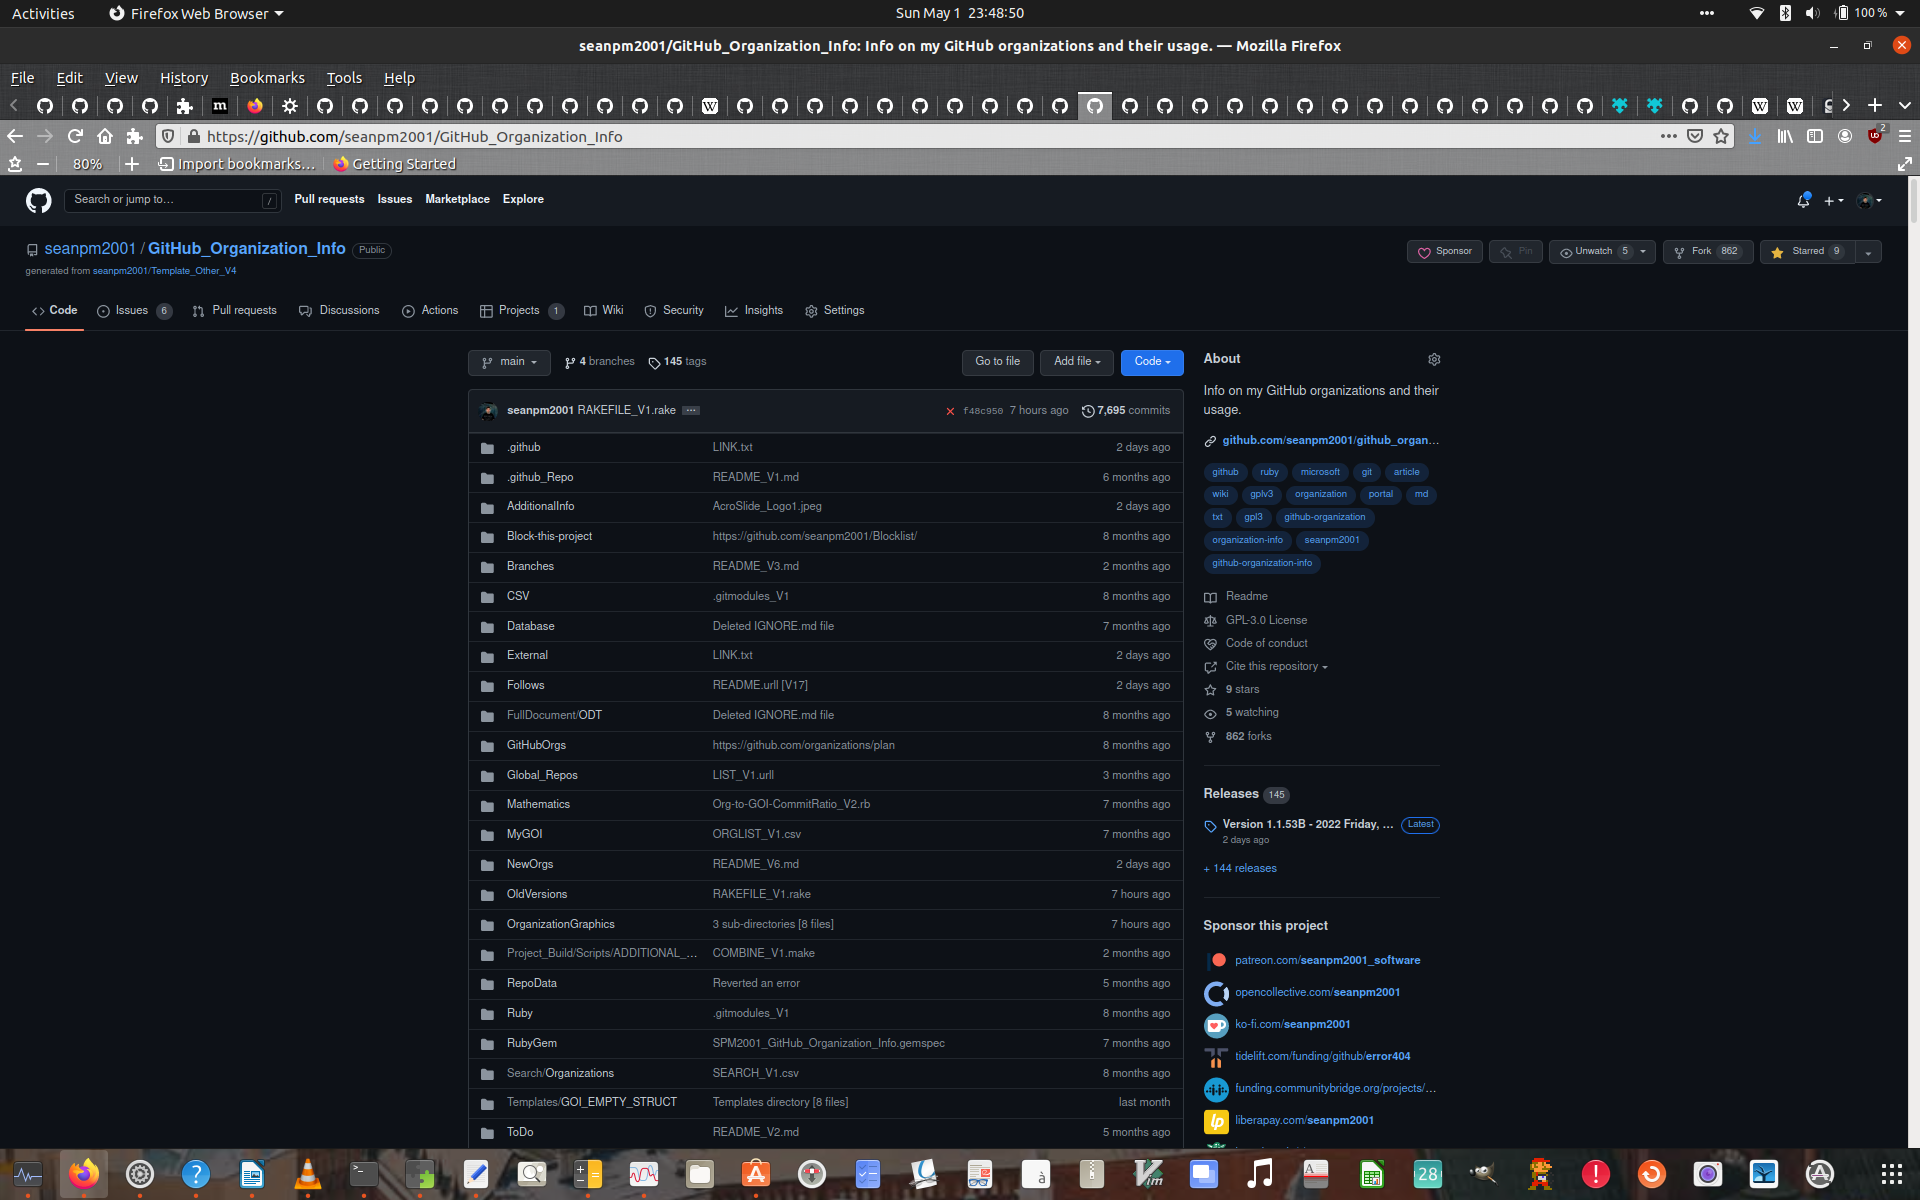 Activities Firefox Web Browser Sun May 1 23:48:50 100 %
seanpm2001/GitHub_Organization_Info: Info on my GitHub organizations and their usage. — Mozilla Firefox
File Edit View History Bookmarks Tools Help
https://github.com/seanpm2001/GitHub_Organization_Info 2
80% Import bookmarks... Getting Started
Search or jump to... / Pull requests Issues Marketplace Explore
seanpm2001 / GitHub_Organization_Info Public Sponsor Pin Unwatch 5 Fork 862 Starred 9
generated from seanpm2001/Template_Other_V4
Code Issues 6 Pull requests Discussions Actions Projects 1 Wiki Security Insights Settings
main 4 branches 145 tags Go to file Add file Code
seanpm2001 RAKEFILE_V1.rake ... f48c950 7 hours ago 7,695 commits
.github LINK.txt 2 days ago
.github_Repo README_V1.md 6 months ago
AdditionalInfo AcroSlide_Logo1.jpeg 2 days ago
Block-this-project https://github.com/seanpm2001/Blocklist/ 8 months ago
Branches README_V3.md 2 months ago
CSV .gitmodules_V1 8 months ago
Database Deleted IGNORE.md file 7 months ago
External LINK.txt 2 days ago
Follows README.urll [V17] 2 days ago
FullDocument/ODT Deleted IGNORE.md file 8 months ago
GitHubOrgs https://github.com/organizations/plan 8 months ago
Global_Repos LIST_V1.urll 3 months ago
Mathematics Org-to-GOI-CommitRatio_V2.rb 7 months ago
MyGOI ORGLIST_V1.csv 7 months ago
NewOrgs README_V6.md 2 days ago
OldVersions RAKEFILE_V1.rake 7 hours ago
OrganizationGraphics 3 sub-directories [8 files] 7 hours ago
Project_Build/Scripts/ADDITIONAL_... COMBINE_V1.make 2 months ago
RepoData Reverted an error 5 months ago
Ruby .gitmodules_V1 8 months ago
RubyGem SPM2001_GitHub_Organization_Info.gemspec 7 months ago
Search/Organizations SEARCH_V1.csv 8 months ago
Templates/GOI_EMPTY_STRUCT Templates directory [8 files] last month
ToDo README_V2.md 5 months ago
About
Info on my GitHub organizations and their
usage.
github.com/seanpm2001/github_organ...
github ruby microsoft git article
wiki gplv3 organization portal md
txt gpl3 github-organization
organization-info seanpm2001
github-organization-info
Readme
GPL-3.0 License
Code of conduct
Cite this repository
9 stars
5 watching
862 forks
Releases 145
Version 1.1.53B - 2022 Friday, ... Latest
2 days ago
+ 144 releases
Sponsor this project
patreon.com/seanpm2001_software
opencollective.com/seanpm2001
ko-fi.com/seanpm2001
tidelift.com/funding/github/error404
funding.communitybridge.org/projects/...
lp liberapay.com/seanpm2001
28